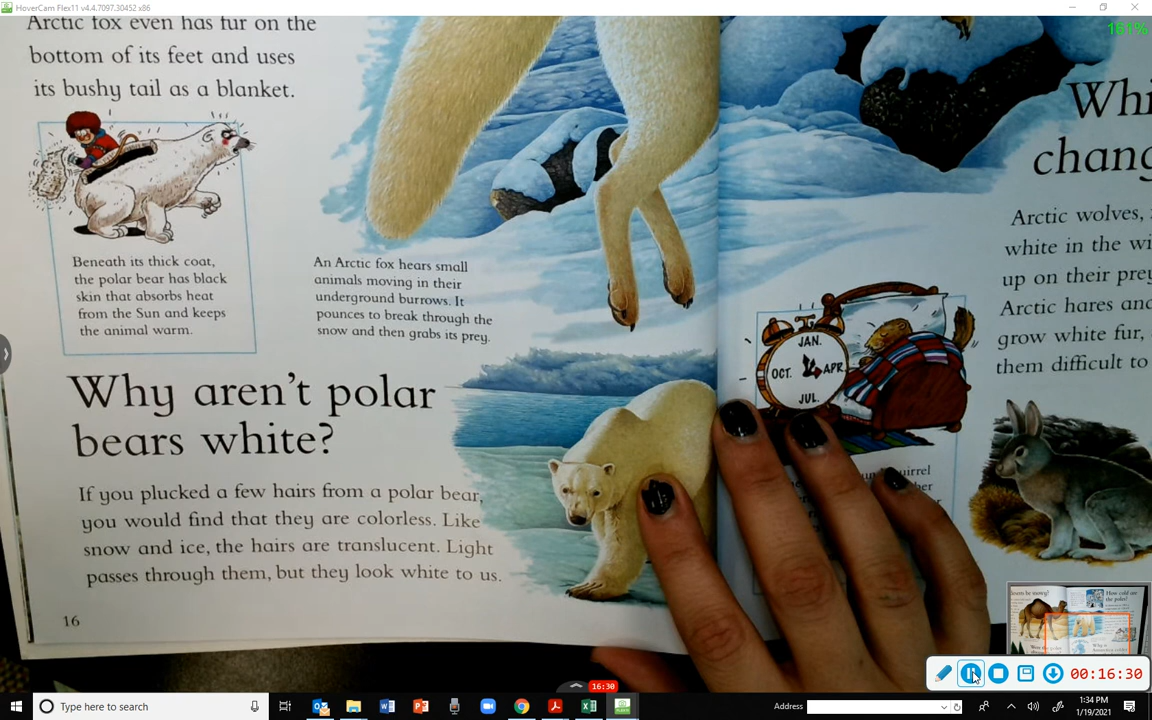 HoverCam Flex11 v4.4.7097.30452 x86
161%
Arctic fox even has fur on the
bottom of its feet and uses
its bushy tail as a blanket.
Beneath its thick coat,
the polar bear has black
skin that absorbs heat
from the Sun and keeps
the animal warm.
An Arctic fox hears small
animals moving in their
underground burrows. It
pounces to break through the
snow and then grabs its prey.
Why aren't polar
bears white?
If you plucked a few hairs from a polar bear,
you would find that they are colorless. Like
snow and ice, the hairs are translucent. Light
passes through them, but they look white to us.
16
JAN.
OCT. APR.
JUL.
Arctic wolves,
white in the
up on their
Arctic hares
grow white fur,
them difficult to
How cold are
the poles?
00:16:30
16:30
Type here to search
Address
1:34 PM
1/19/2021